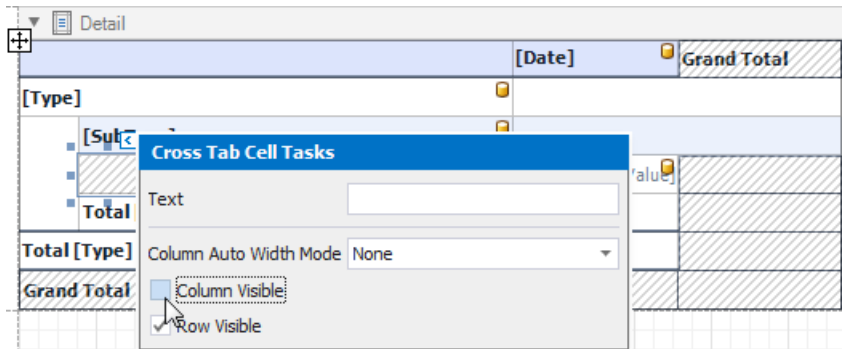 Detail
[Date] Grand Total
[Type]
Cross Tab Cell Tasks
Text
Total
Total [Type]
Column Auto Width Mode None
Grand Total
Column Visible
Row Visible